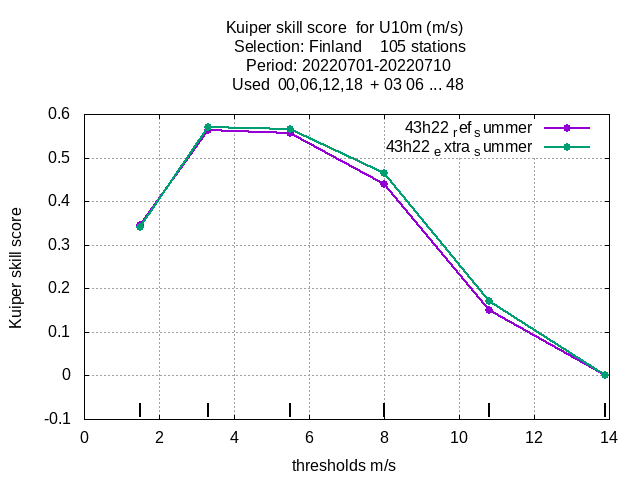 Kuiper skill score  for U10m (m/s)
Selection: Finland    105 stations
Period: 20220701-20220710
Used  00,06,12,18  + 03 06 ... 48
43h22 ref summer
43h22 extra summer
Kuiper skill score
0.6
0.5
0.4
0.3
0.2
0.1
0
-0.1
0 2 4 6 8 10 12 14
thresholds m/s